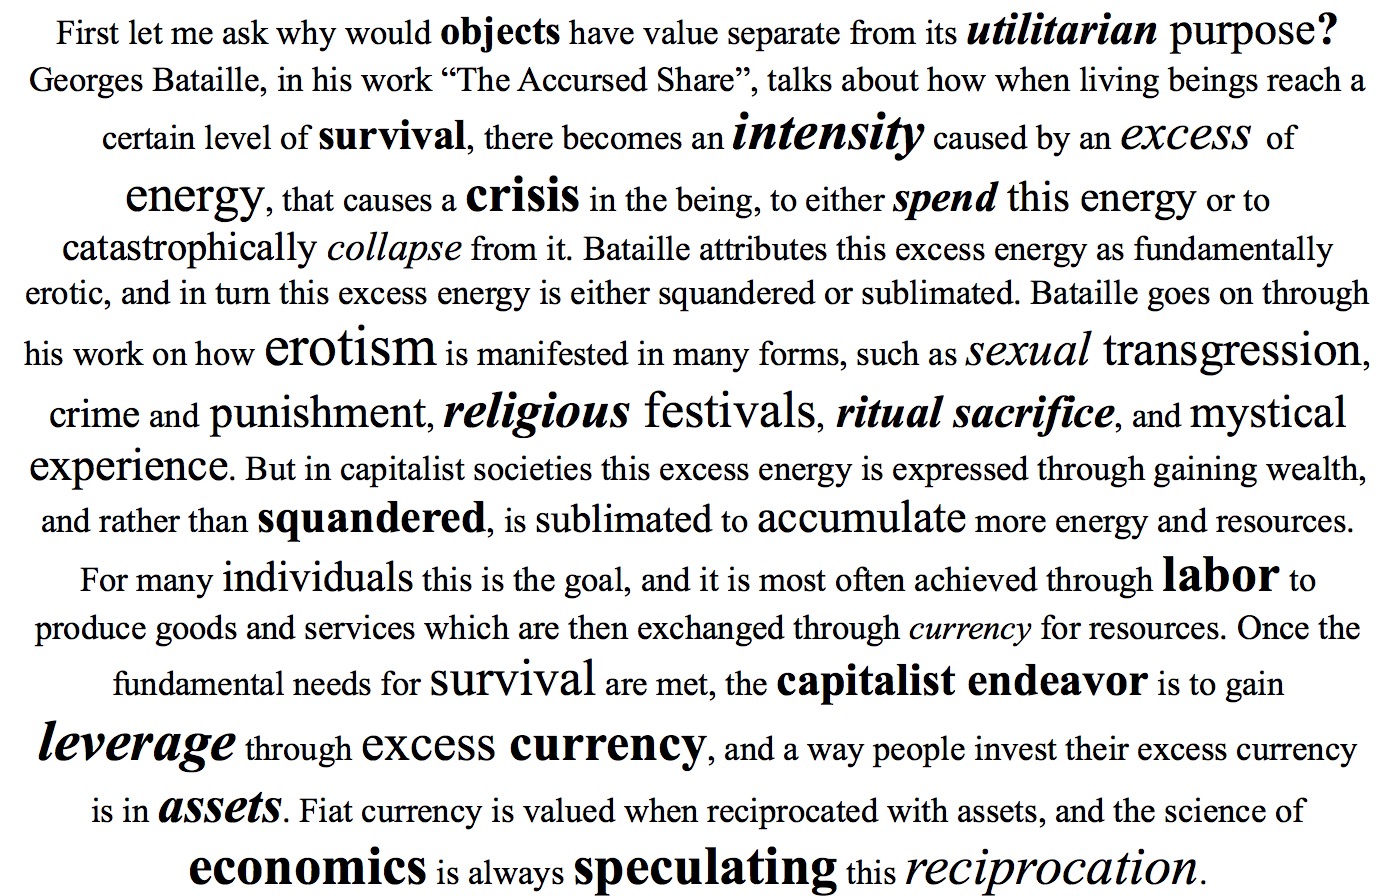 First let me ask why would objects have value separate from its utilitarian purpose?
Georges Bataille, in his work “The Accursed Share”, talks about how when living beings reach a
certain level of survival, there becomes an intensity caused by an excess of
energy, that causes a crisis in the being, to either spend this energy or to
catastrophically collapse from it. Bataille attributes this excess energy as fundamentally
erotic, and in turn this excess energy is either squandered or sublimated. Bataille goes on through
his work on how erotism is manifested in many forms, such as sexual transgression,
crime and punishment, religious festivals, ritual sacrifice, and mystical
experience. But in capitalist societies this excess energy is expressed through gaining wealth,
and rather than squandered, is sublimated to accumulate more energy and resources.
For many individuals this is the goal, and it is most often achieved through labor to
produce goods and services which are then exchanged through currency for resources. Once the
fundamental needs for survival are met, the capitalist endeavor is to gain
leverage through excess currency, and a way people invest their excess currency
is in assets. Fiat currency is valued when reciprocated with assets, and the science of
economics is always speculating this reciprocation.